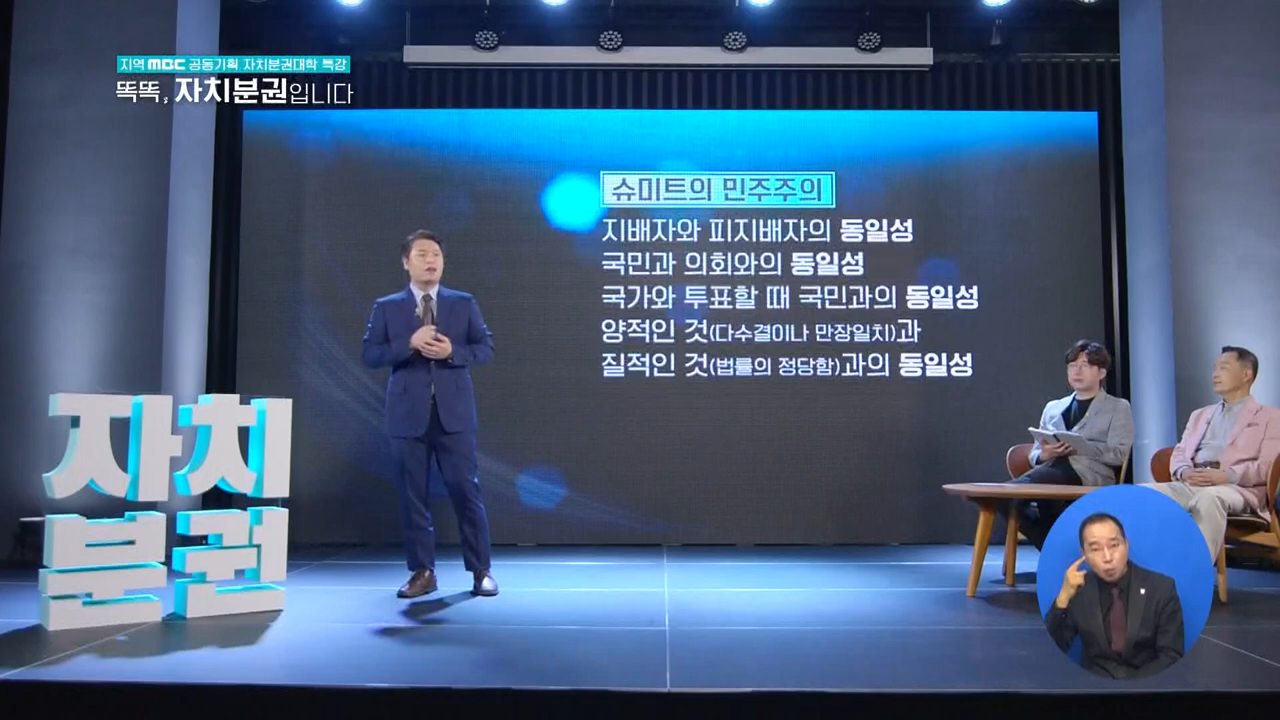 지역 MBC 공동기획 자치분권대학 특강
똑똑, 자치분권입니다
슈미트의 민주주의
지배자와 피지배자의 동일성
국민과 의회와의 동일성
국가와 투표할 때 국민과의 동일성
양적인 것(다수결이나 만장일치)과
질적인 것(법률의 정당함)과의 동일성
자치
분권